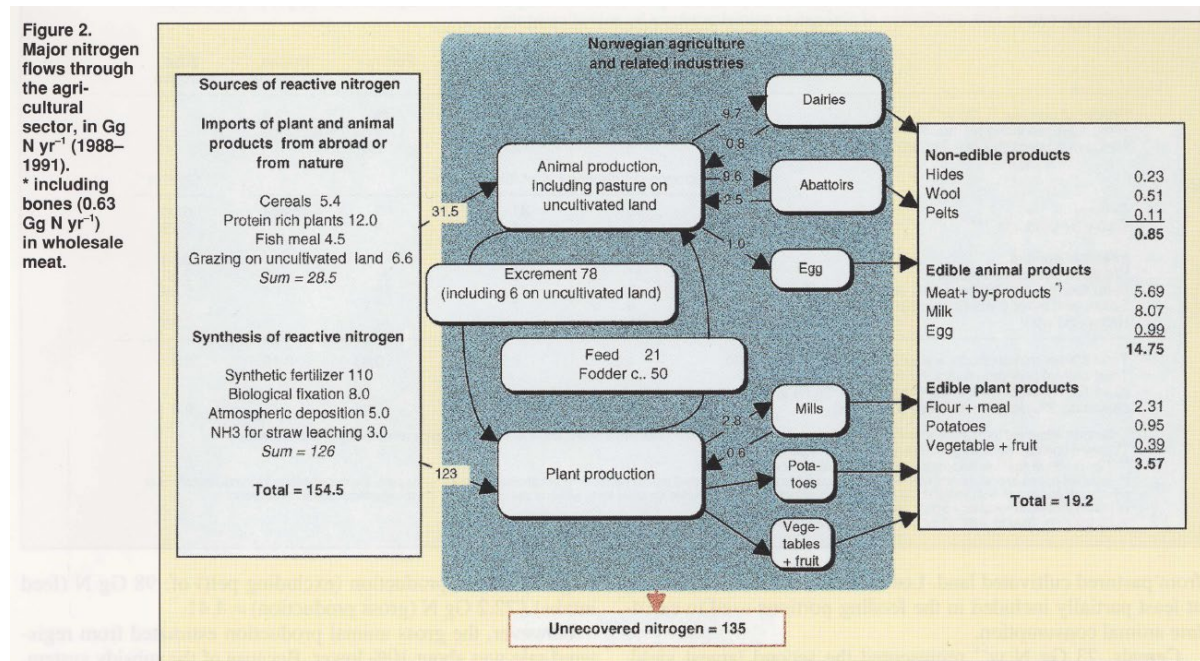 Figure 2.
Major nitrogen
flows through
the agri-
cultural
sector, in Gg
N yr⁻¹ (1988–
1991).
* including
bones (0.63
Gg N yr⁻¹)
in wholesale
meat.
Sources of reactive nitrogen
Imports of plant and animal
products from abroad or
from nature
Cereals 5.4
Protein rich plants 12.0
Fish meal 4.5
Grazing on uncultivated land 6.6
Sum = 28.5
Synthesis of reactive nitrogen
Synthetic fertilizer 110
Biological fixation 8.0
Atmospheric deposition 5.0
NH3 for straw leaching 3.0
Sum = 126
Total = 154.5
31.5
123
Norwegian agriculture
and related industries
Animal production,
including pasture on
uncultivated land
Excrement 78
(including 6 on uncultivated land)
Feed 21
Fodder c.. 50
Plant production
9.7
0.8
9.6
2.5
1.0
2.8
0.6
Dairies
Abattoirs
Egg
Mills
Pota-
toes
Vege-
tables
+ fruit
Non-edible products
Hides 0.23
Wool 0.51
Pelts 0.11
0.85
Edible animal products
Meat+ by-products *) 5.69
Milk 8.07
Egg 0.99
14.75
Edible plant products
Flour + meal 2.31
Potatoes 0.95
Vegetable + fruit 0.39
3.57
Total = 19.2
Unrecovered nitrogen = 135